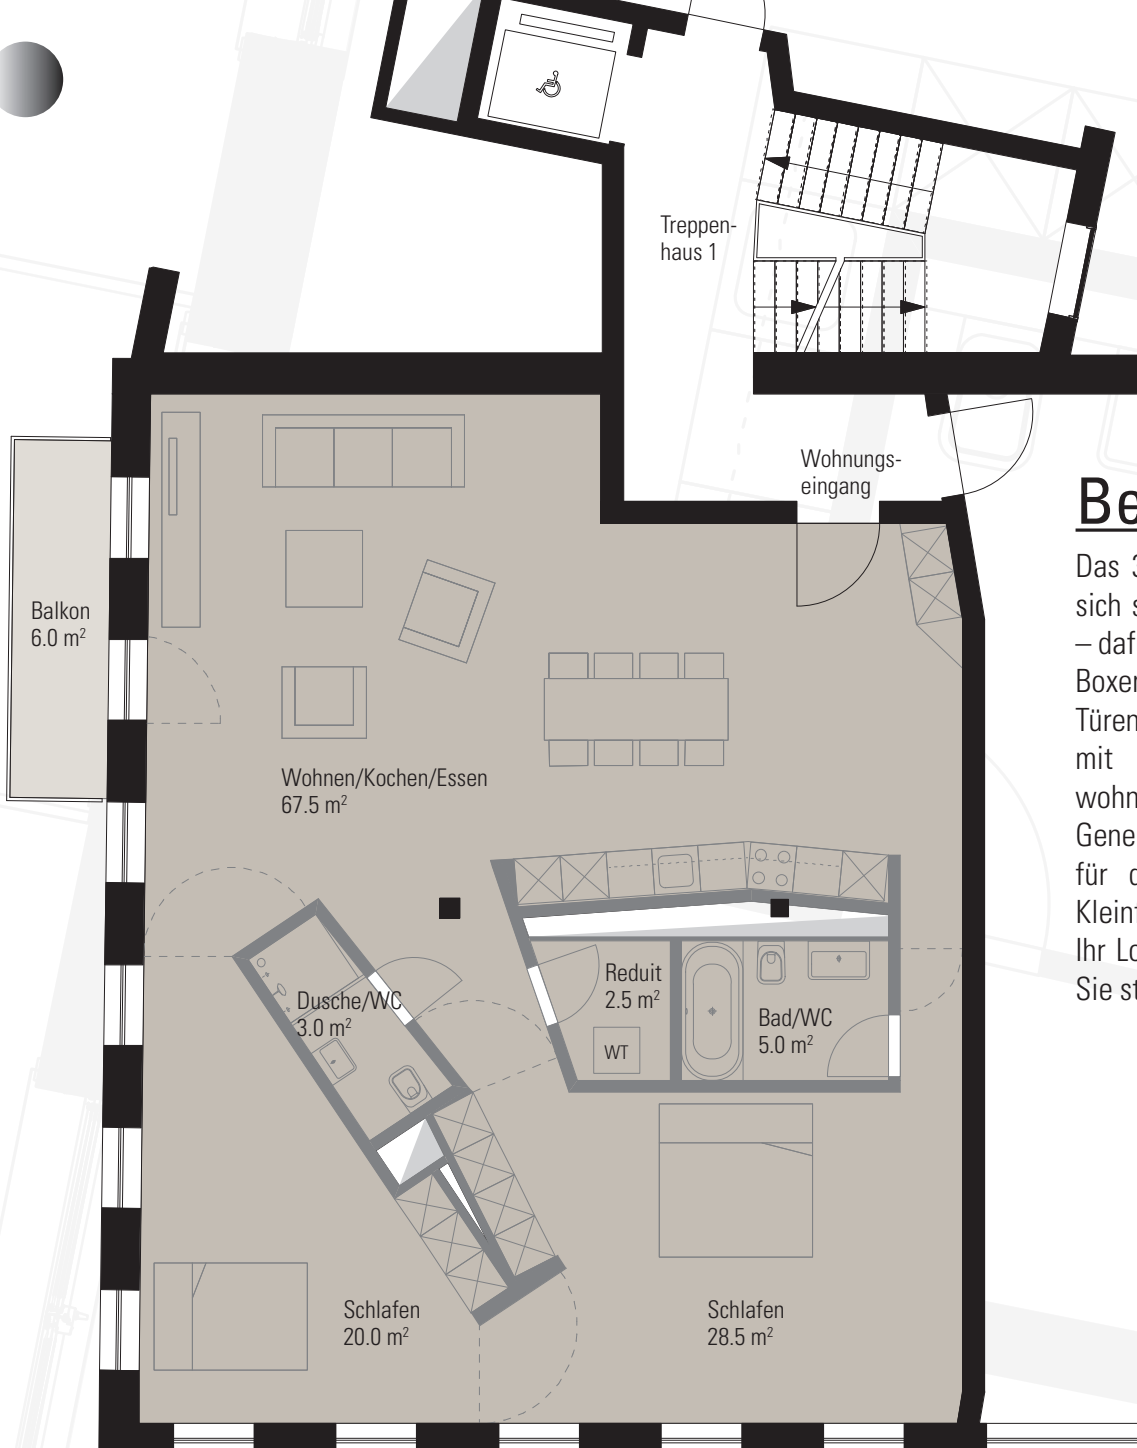 Treppen-
haus 1
Wohnungs-
eingang
Balkon
6.0 m²
Wohnen/Kochen/Essen
67.5 m²
Dusche/WC
3.0 m²
Reduit
2.5 m²
WT
Bad/WC
5.0 m²
Schlafen
20.0 m²
Schlafen
28.5 m²
Be
Das 3
sich s
– daf
Boxen
Türen
mit
wohn
Gene
für d
Kleinf
Ihr Lo
Sie st